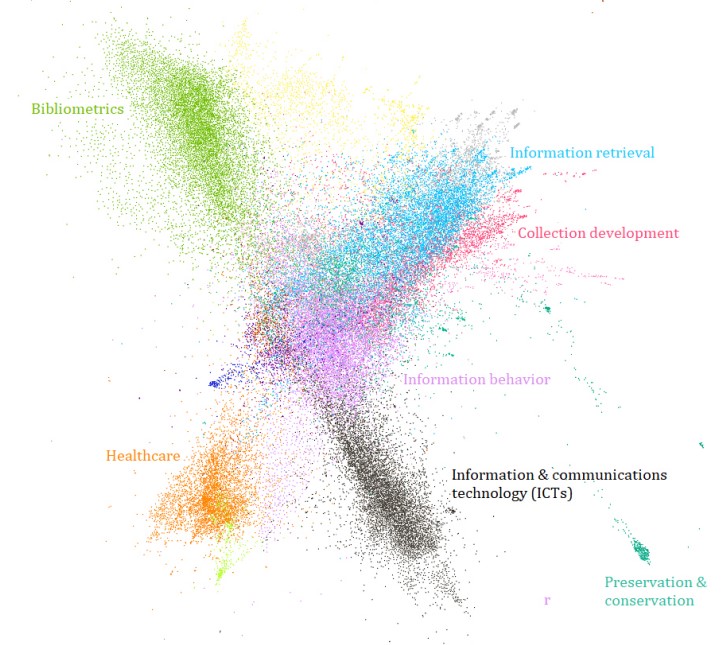 Bibliometrics
Information retrieval
Collection development
Information behavior
Healthcare
Information & communications
technology (ICTs)
Preservation &
conservation
r